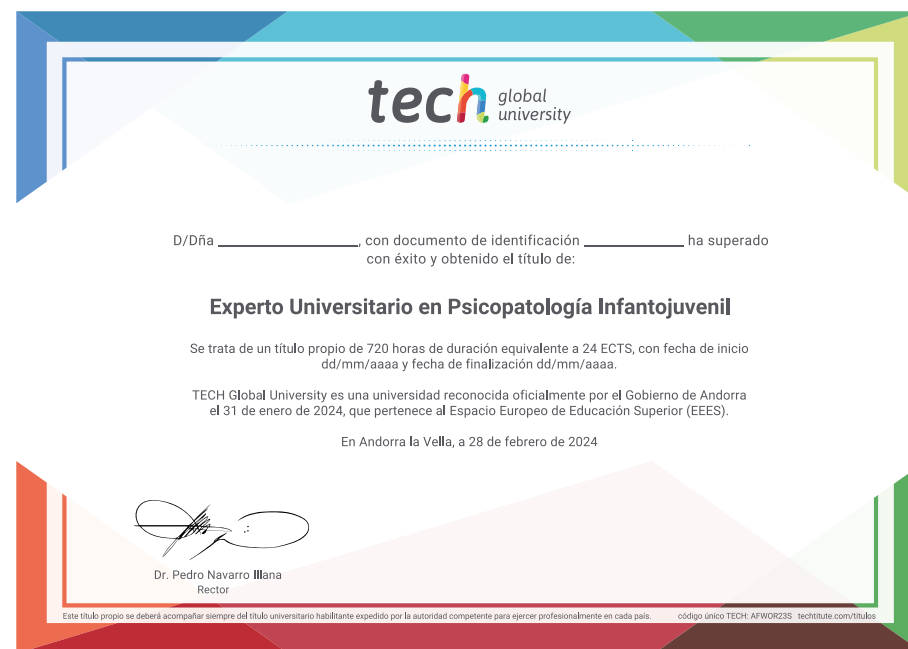 tech global
university
D/Dña ____________________, con documento de identificación ______________ ha superado
con éxito y obtenido el título de:
Experto Universitario en Psicopatología Infantojuvenil
Se trata de un título propio de 720 horas de duración equivalente a 24 ECTS, con fecha de inicio
dd/mm/aaaa y fecha de finalización dd/mm/aaaa.
TECH Global University es una universidad reconocida oficialmente por el Gobierno de Andorra
el 31 de enero de 2024, que pertenece al Espacio Europeo de Educación Superior (EEES).
En Andorra la Vella, a 28 de febrero de 2024
Dr. Pedro Navarro Illana
Rector
Este título propio se deberá acompañar siempre del título universitario habilitante expedido por la autoridad competente para ejercer profesionalmente en cada país. código único TECH: AFWOR23S techtitute.com/titulos